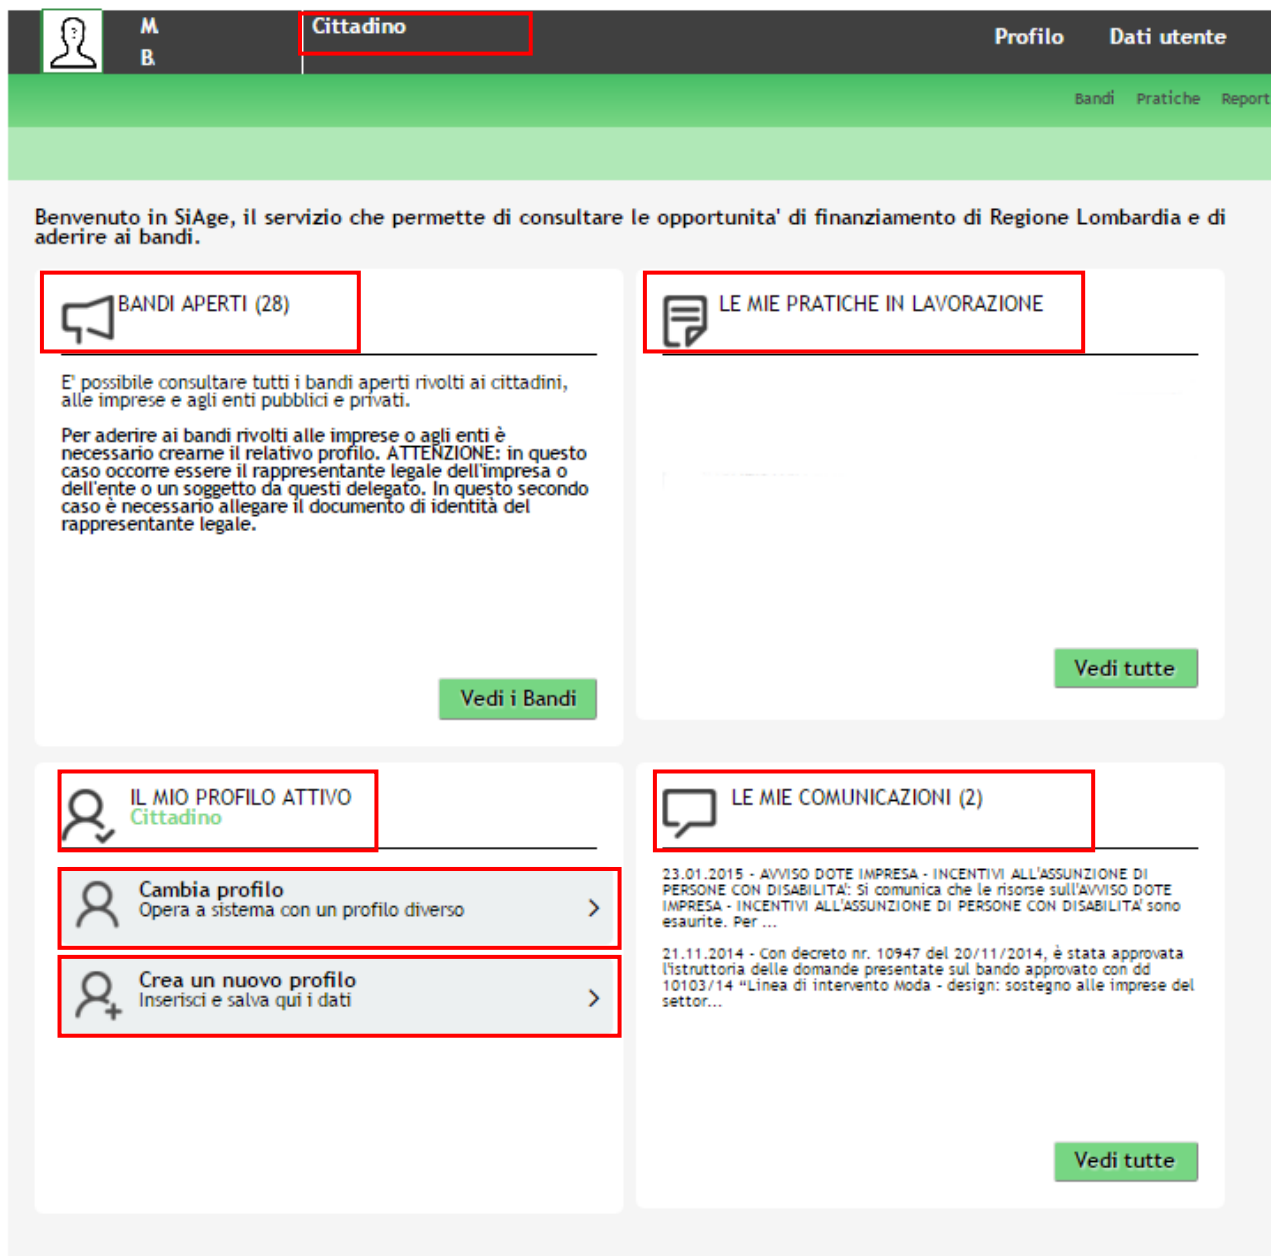 M
B.
Cittadino
Profilo
Dati utente
Bandi
Pratiche
Report
Benvenuto in SiAge, il servizio che permette di consultare le opportunita' di finanziamento di Regione Lombardia e di
aderire ai bandi.
BANDI APERTI (28)
E' possibile consultare tutti i bandi aperti rivolti ai cittadini,
alle imprese e agli enti pubblici e privati.
Per aderire ai bandi rivolti alle imprese o agli enti è
necessario crearne il relativo profilo. ATTENZIONE: in questo
caso occorre essere il rappresentante legale dell'impresa o
dell'ente o un soggetto da questi delegato. In questo secondo
caso è necessario allegare il documento di identità del
rappresentante legale.
Vedi i Bandi
LE MIE PRATICHE IN LAVORAZIONE
Vedi tutte
IL MIO PROFILO ATTIVO
Cittadino
Cambia profilo
Opera a sistema con un profilo diverso
Crea un nuovo profilo
Inserisci e salva qui i dati
LE MIE COMUNICAZIONI (2)
23.01.2015 - AVVISO DOTE IMPRESA - INCENTIVI ALL'ASSUNZIONE DI
PERSONE CON DISABILITA': Si comunica che le risorse sull'AVVISO DOTE
IMPRESA - INCENTIVI ALL'ASSUNZIONE DI PERSONE CON DISABILITA' sono
esaurite. Per ...
21.11.2014 - Con decreto nr. 10947 del 20/11/2014, è stata approvata
l'istruttoria delle domande presentate sul bando approvato con dd
10103/14 “Linea di intervento Moda - design: sostegno alle imprese del
settor...
Vedi tutte